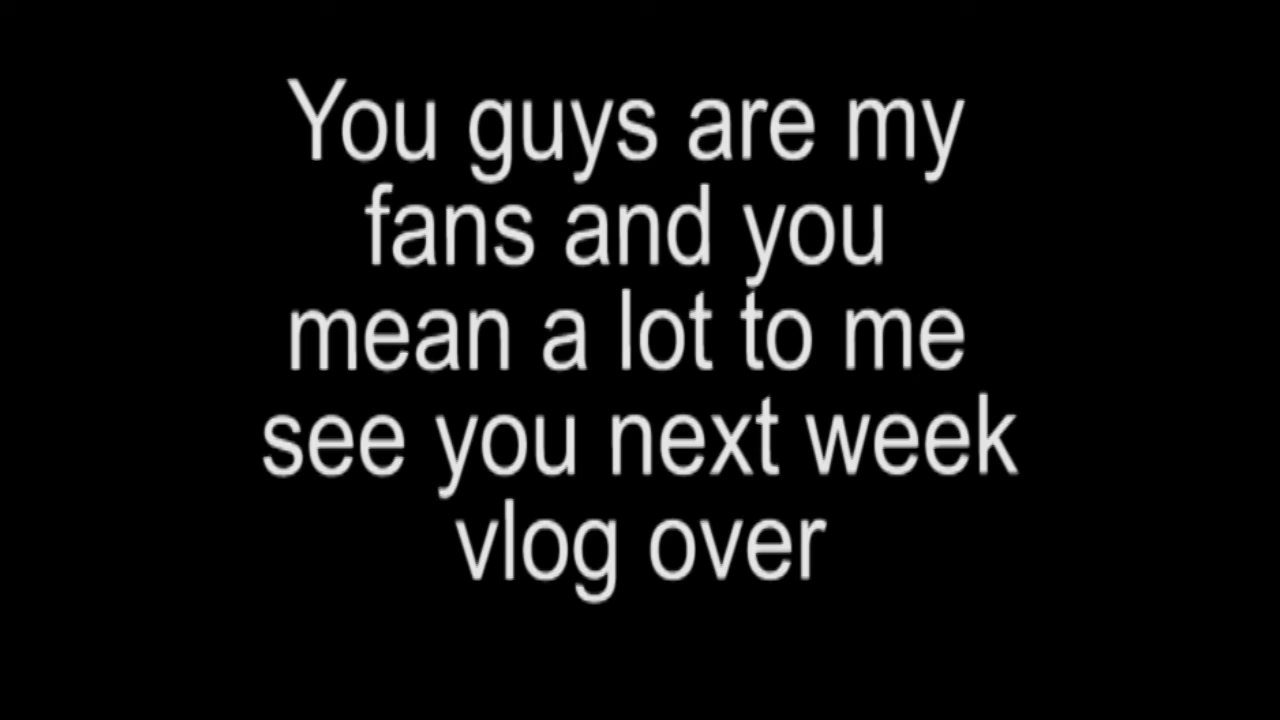 You guys are my
fans and you
mean a lot to me
see you next week
vlog over